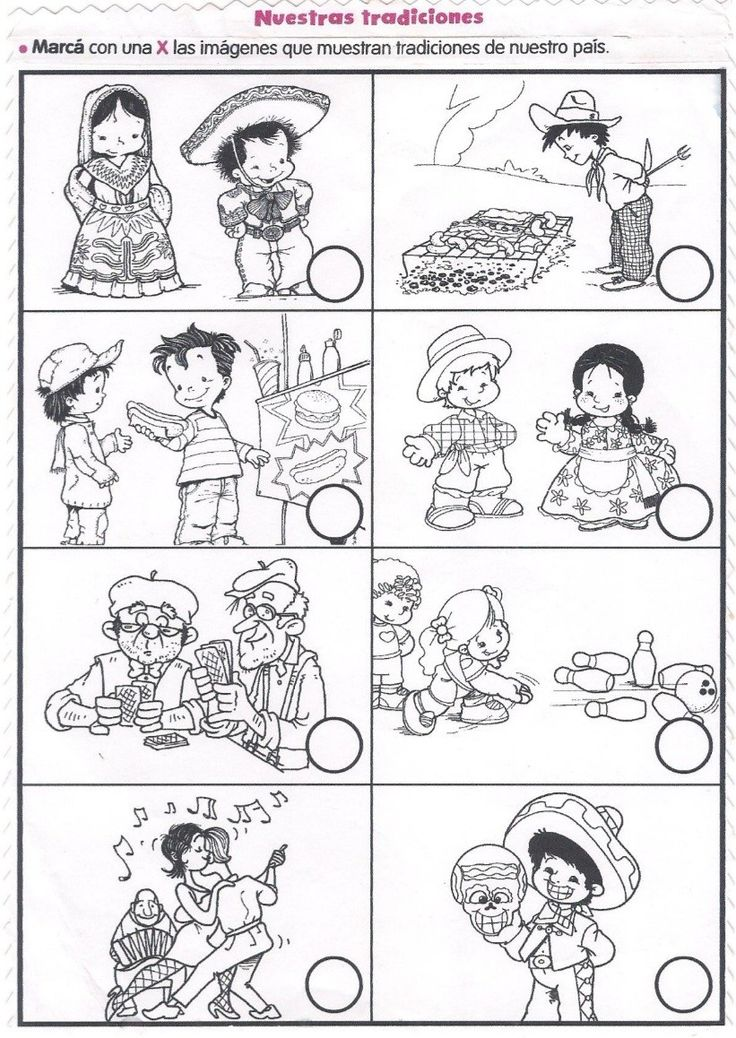 Nuestras tradiciones
• Marcá con una X las imágenes que muestran tradiciones de nuestro país.